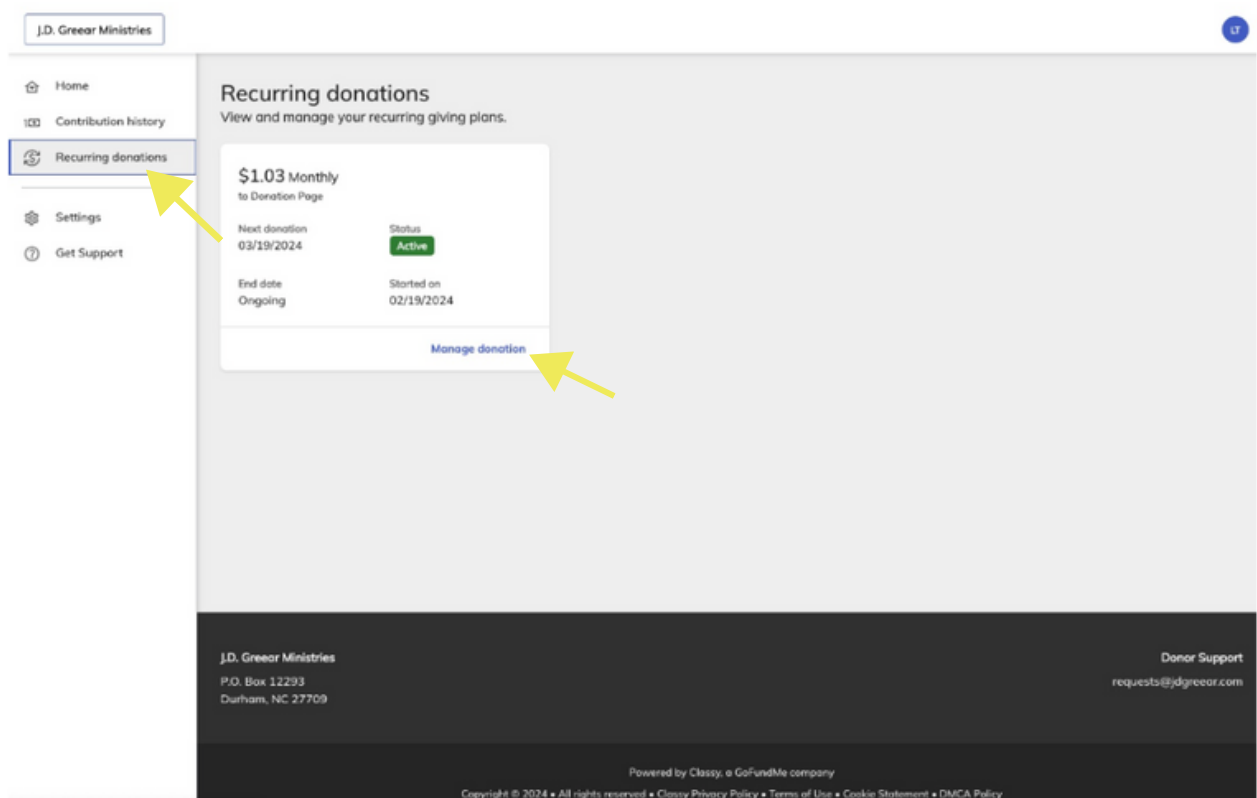 J.D. Greear Ministries
LT
Home
Contribution history
Recurring donations
Settings
Get Support
Recurring donations
View and manage your recurring giving plans.
$1.03 Monthly
to Donation Page
Next donation
Status
03/19/2024
Active
End date
Started on
Ongoing
02/19/2024
Manage donation
J.D. Greear Ministries
Donor Support
P.O. Box 12293
requests@jdgreear.com
Durham, NC 27709
Powered by Classy, a GoFundMe company
Copyright © 2024 • All rights reserved • Classy Privacy Policy • Terms of Use • Cookie Statement • DMCA Policy